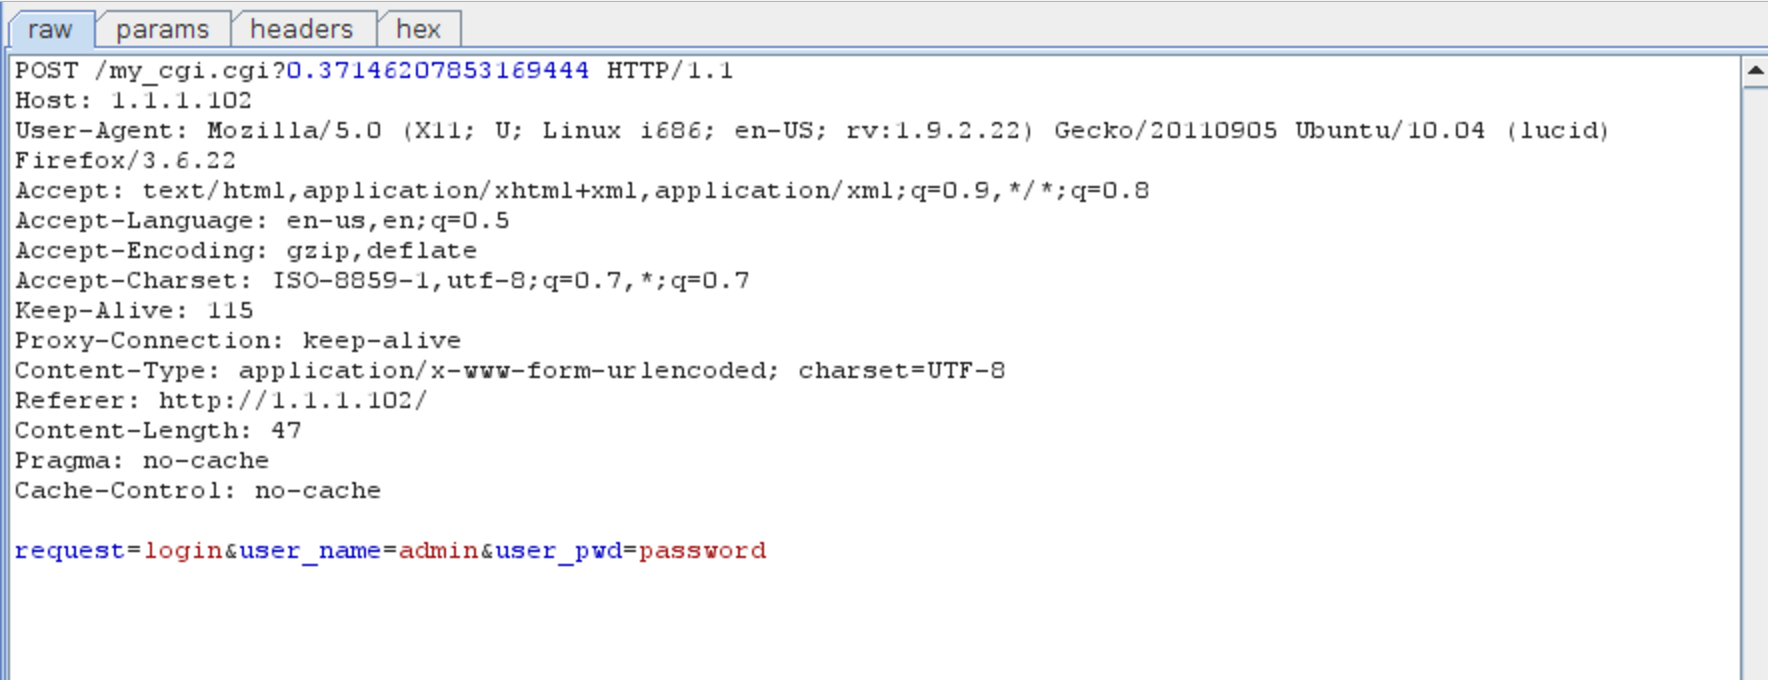 raw params headers hex
POST /my_cgi.cgi?0.37146207853169444 HTTP/1.1
Host: 1.1.1.102
User-Agent: Mozilla/5.0 (X11; U; Linux i686; en-US; rv:1.9.2.22) Gecko/20110905 Ubuntu/10.04 (lucid)
Firefox/3.6.22
Accept: text/html,application/xhtml+xml,application/xml;q=0.9,*/*;q=0.8
Accept-Language: en-us,en;q=0.5
Accept-Encoding: gzip,deflate
Accept-Charset: ISO-8859-1,utf-8;q=0.7,*;q=0.7
Keep-Alive: 115
Proxy-Connection: keep-alive
Content-Type: application/x-www-form-urlencoded; charset=UTF-8
Referer: http://1.1.1.102/
Content-Length: 47
Pragma: no-cache
Cache-Control: no-cache
request=login&user_name=admin&user_pwd=password